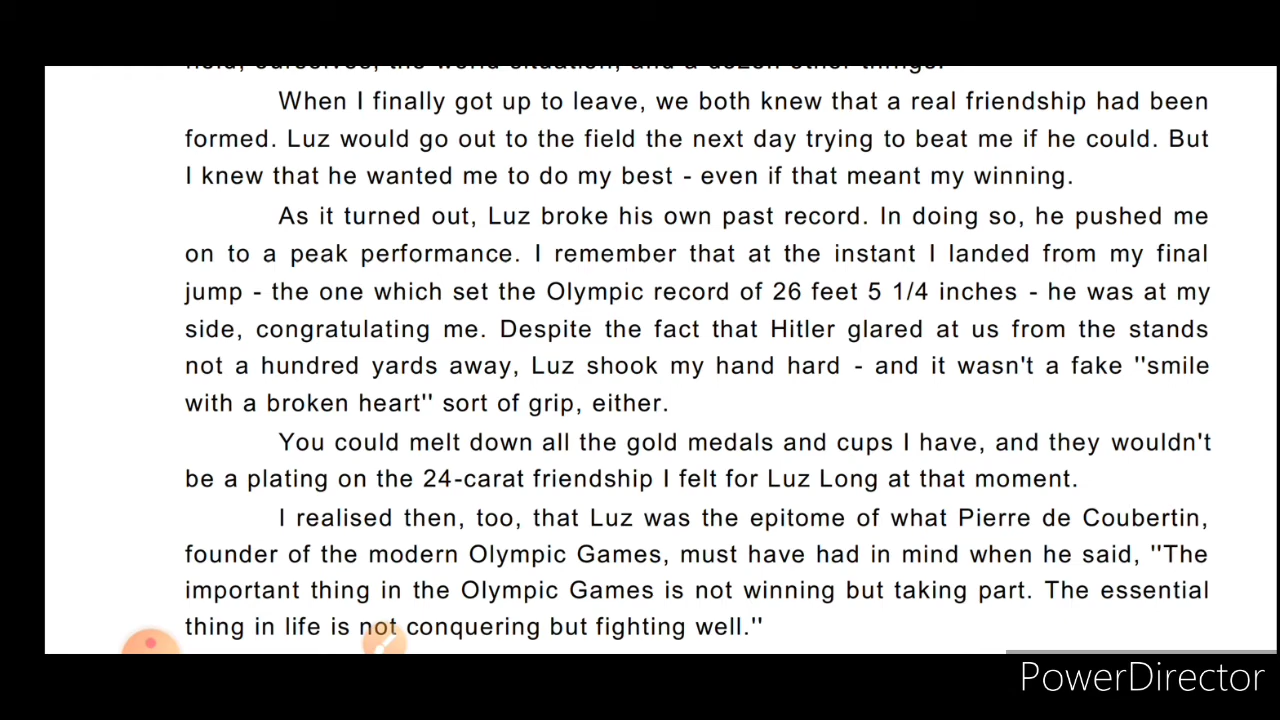 When I finally got up to leave, we both knew that a real friendship had been
formed. Luz would go out to the field the next day trying to beat me if he could. But
I knew that he wanted me to do my best - even if that meant my winning.
As it turned out, Luz broke his own past record. In doing so, he pushed me
on to a peak performance. I remember that at the instant I landed from my final
jump - the one which set the Olympic record of 26 feet 5 1/4 inches - he was at my
side, congratulating me. Despite the fact that Hitler glared at us from the stands
not a hundred yards away, Luz shook my hand hard - and it wasn't a fake ''smile
with a broken heart'' sort of grip, either.
You could melt down all the gold medals and cups I have, and they wouldn't
be a plating on the 24-carat friendship I felt for Luz Long at that moment.
I realised then, too, that Luz was the epitome of what Pierre de Coubertin,
founder of the modern Olympic Games, must have had in mind when he said, ''The
important thing in the Olympic Games is not winning but taking part. The essential
thing in life is not conquering but fighting well.''
PowerDirector